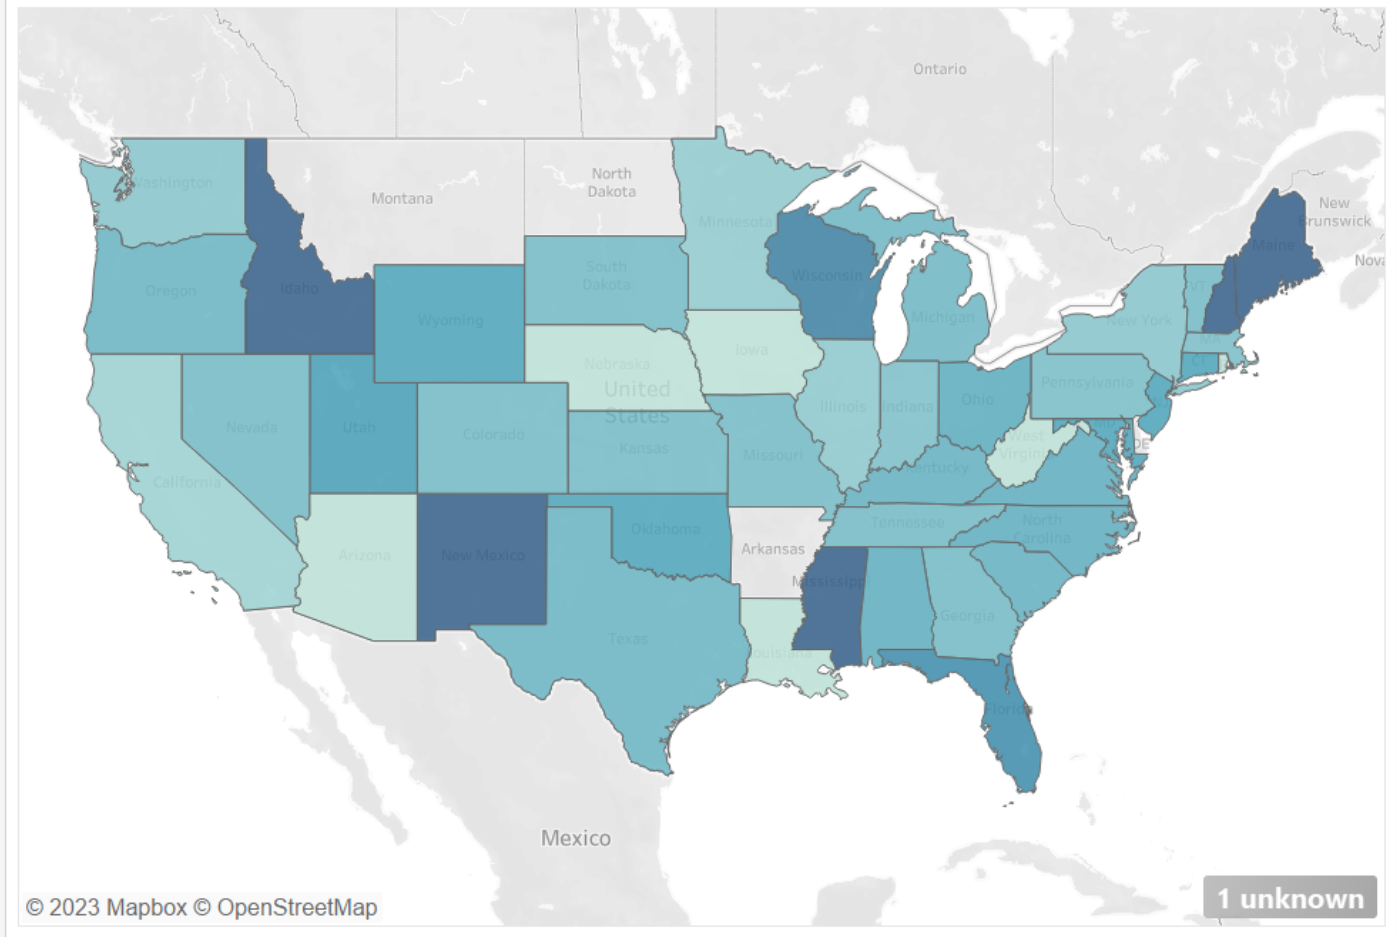 Ontario
Washington
Montana
North
Dakota
Minnesota
New
Brunswick
Maine
Nov
Oregon
Idaho
South
Dakota
Wisconsin
VT
Wyoming
Michigan
New York
MA
Iowa
CT
Nebraska
United
States
Pennsylvania
Nevada
Utah
Colorado
Illinois
Indiana
Ohio
Kansas
Missouri
MD
DE
West
Virginia
Kentucky
California
Arizona
New Mexico
Oklahoma
Arkansas
Tennessee
North
Carolina
Mississippi
Georgia
Texas
Louisiana
Florida
Mexico
© 2023 Mapbox © OpenStreetMap
1 unknown